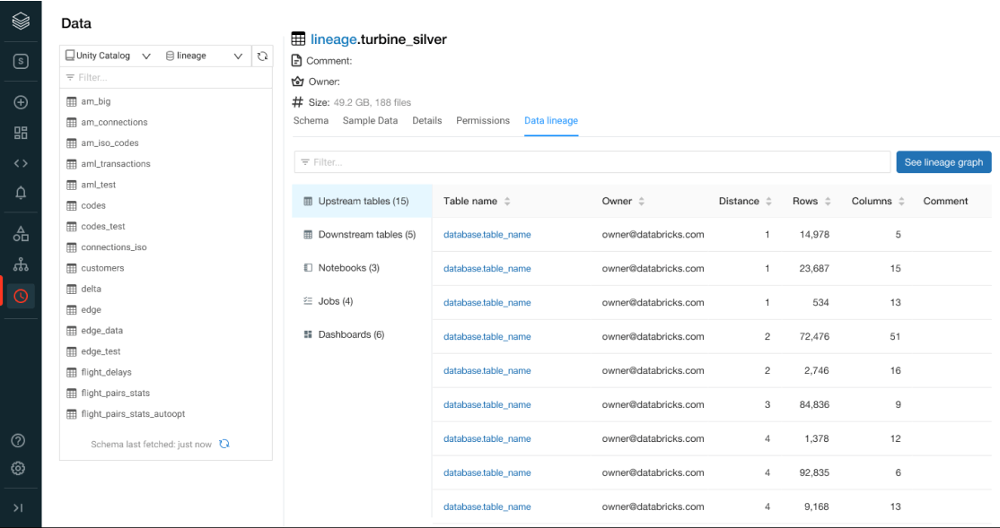 Data
Unity Catalog lineage
Filter...
am_big
am_connections
am_iso_codes
aml_transactions
aml_test
codes
codes_test
connections_iso
customers
delta
edge
edge_data
edge_test
flight_delays
flight_pairs_stats
flight_pairs_stats_autoopt
Schema last fetched: just now
S
lineage.turbine_silver
Comment:
Owner:
# Size: 49.2 GB, 188 files
Schema Sample Data Details Permissions Data lineage
Filter... See lineage graph
Upstream tables (15)
Downstream tables (5)
Notebooks (3)
Jobs (4)
Dashboards (6)
Table name Owner Distance Rows Columns Comment
database.table_name owner@databricks.com 1 14,978 5
database.table_name owner@databricks.com 1 23,687 15
database.table_name owner@databricks.com 1 534 13
database.table_name owner@databricks.com 2 72,476 51
database.table_name owner@databricks.com 2 2,746 16
database.table_name owner@databricks.com 3 84,836 9
database.table_name owner@databricks.com 4 1,378 12
database.table_name owner@databricks.com 4 92,835 6
database.table_name owner@databricks.com 4 9,168 13